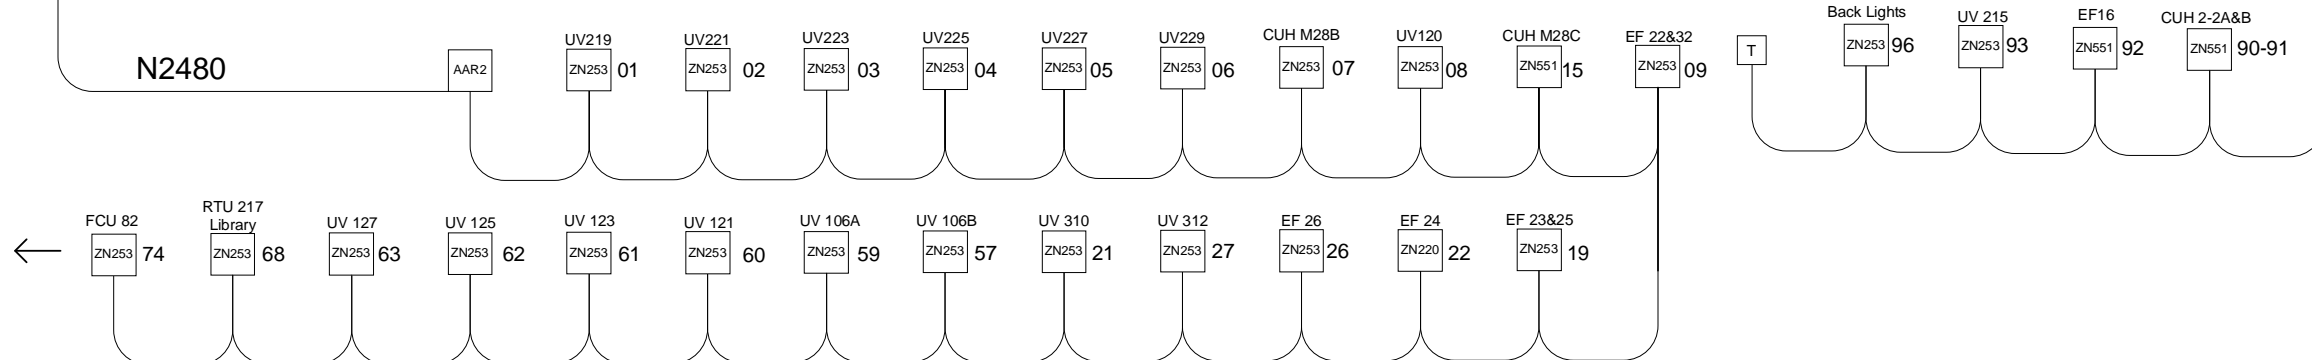 N2480
AAR2
UV219
ZN253 01
UV221
ZN253 02
UV223
ZN253 03
UV225
ZN253 04
UV227
ZN253 05
UV229
ZN253 06
CUH M28B
ZN253 07
UV120
ZN253 08
CUH M28C
ZN551 15
EF 22&32
ZN253 09
T
Back Lights
ZN253 96
UV 215
ZN253 93
EF16
ZN551 92
CUH 2-2A&B
ZN551 90-91
FCU 82
ZN253 74
RTU 217
Library
ZN253 68
UV 127
ZN253 63
UV 125
ZN253 62
UV 123
ZN253 61
UV 121
ZN253 60
UV 106A
ZN253 59
UV 106B
ZN253 57
UV 310
ZN253 21
UV 312
ZN253 27
EF 26
ZN253 26
EF 24
ZN220 22
EF 23&25
ZN253 19